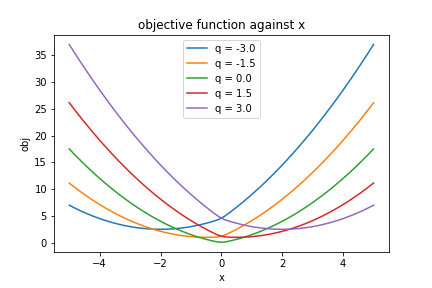 objective function against x
q = -3.0
q = -1.5
q = 0.0
q = 1.5
q = 3.0
35
30
25
20
15
10
5
0
obj
−4
−2
0
2
4
x